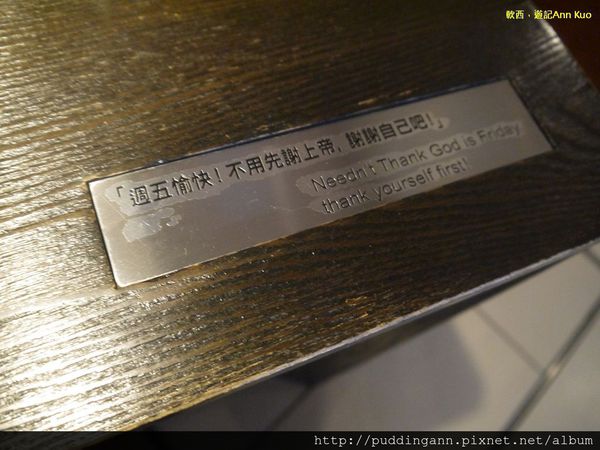 軟西，遊記Ann Kuo
「週五愉快！不用先謝上帝，謝謝自己吧！」
Needn't Thank God is Friday
thank yourself first!
http://puddingann.pixnet.net/album